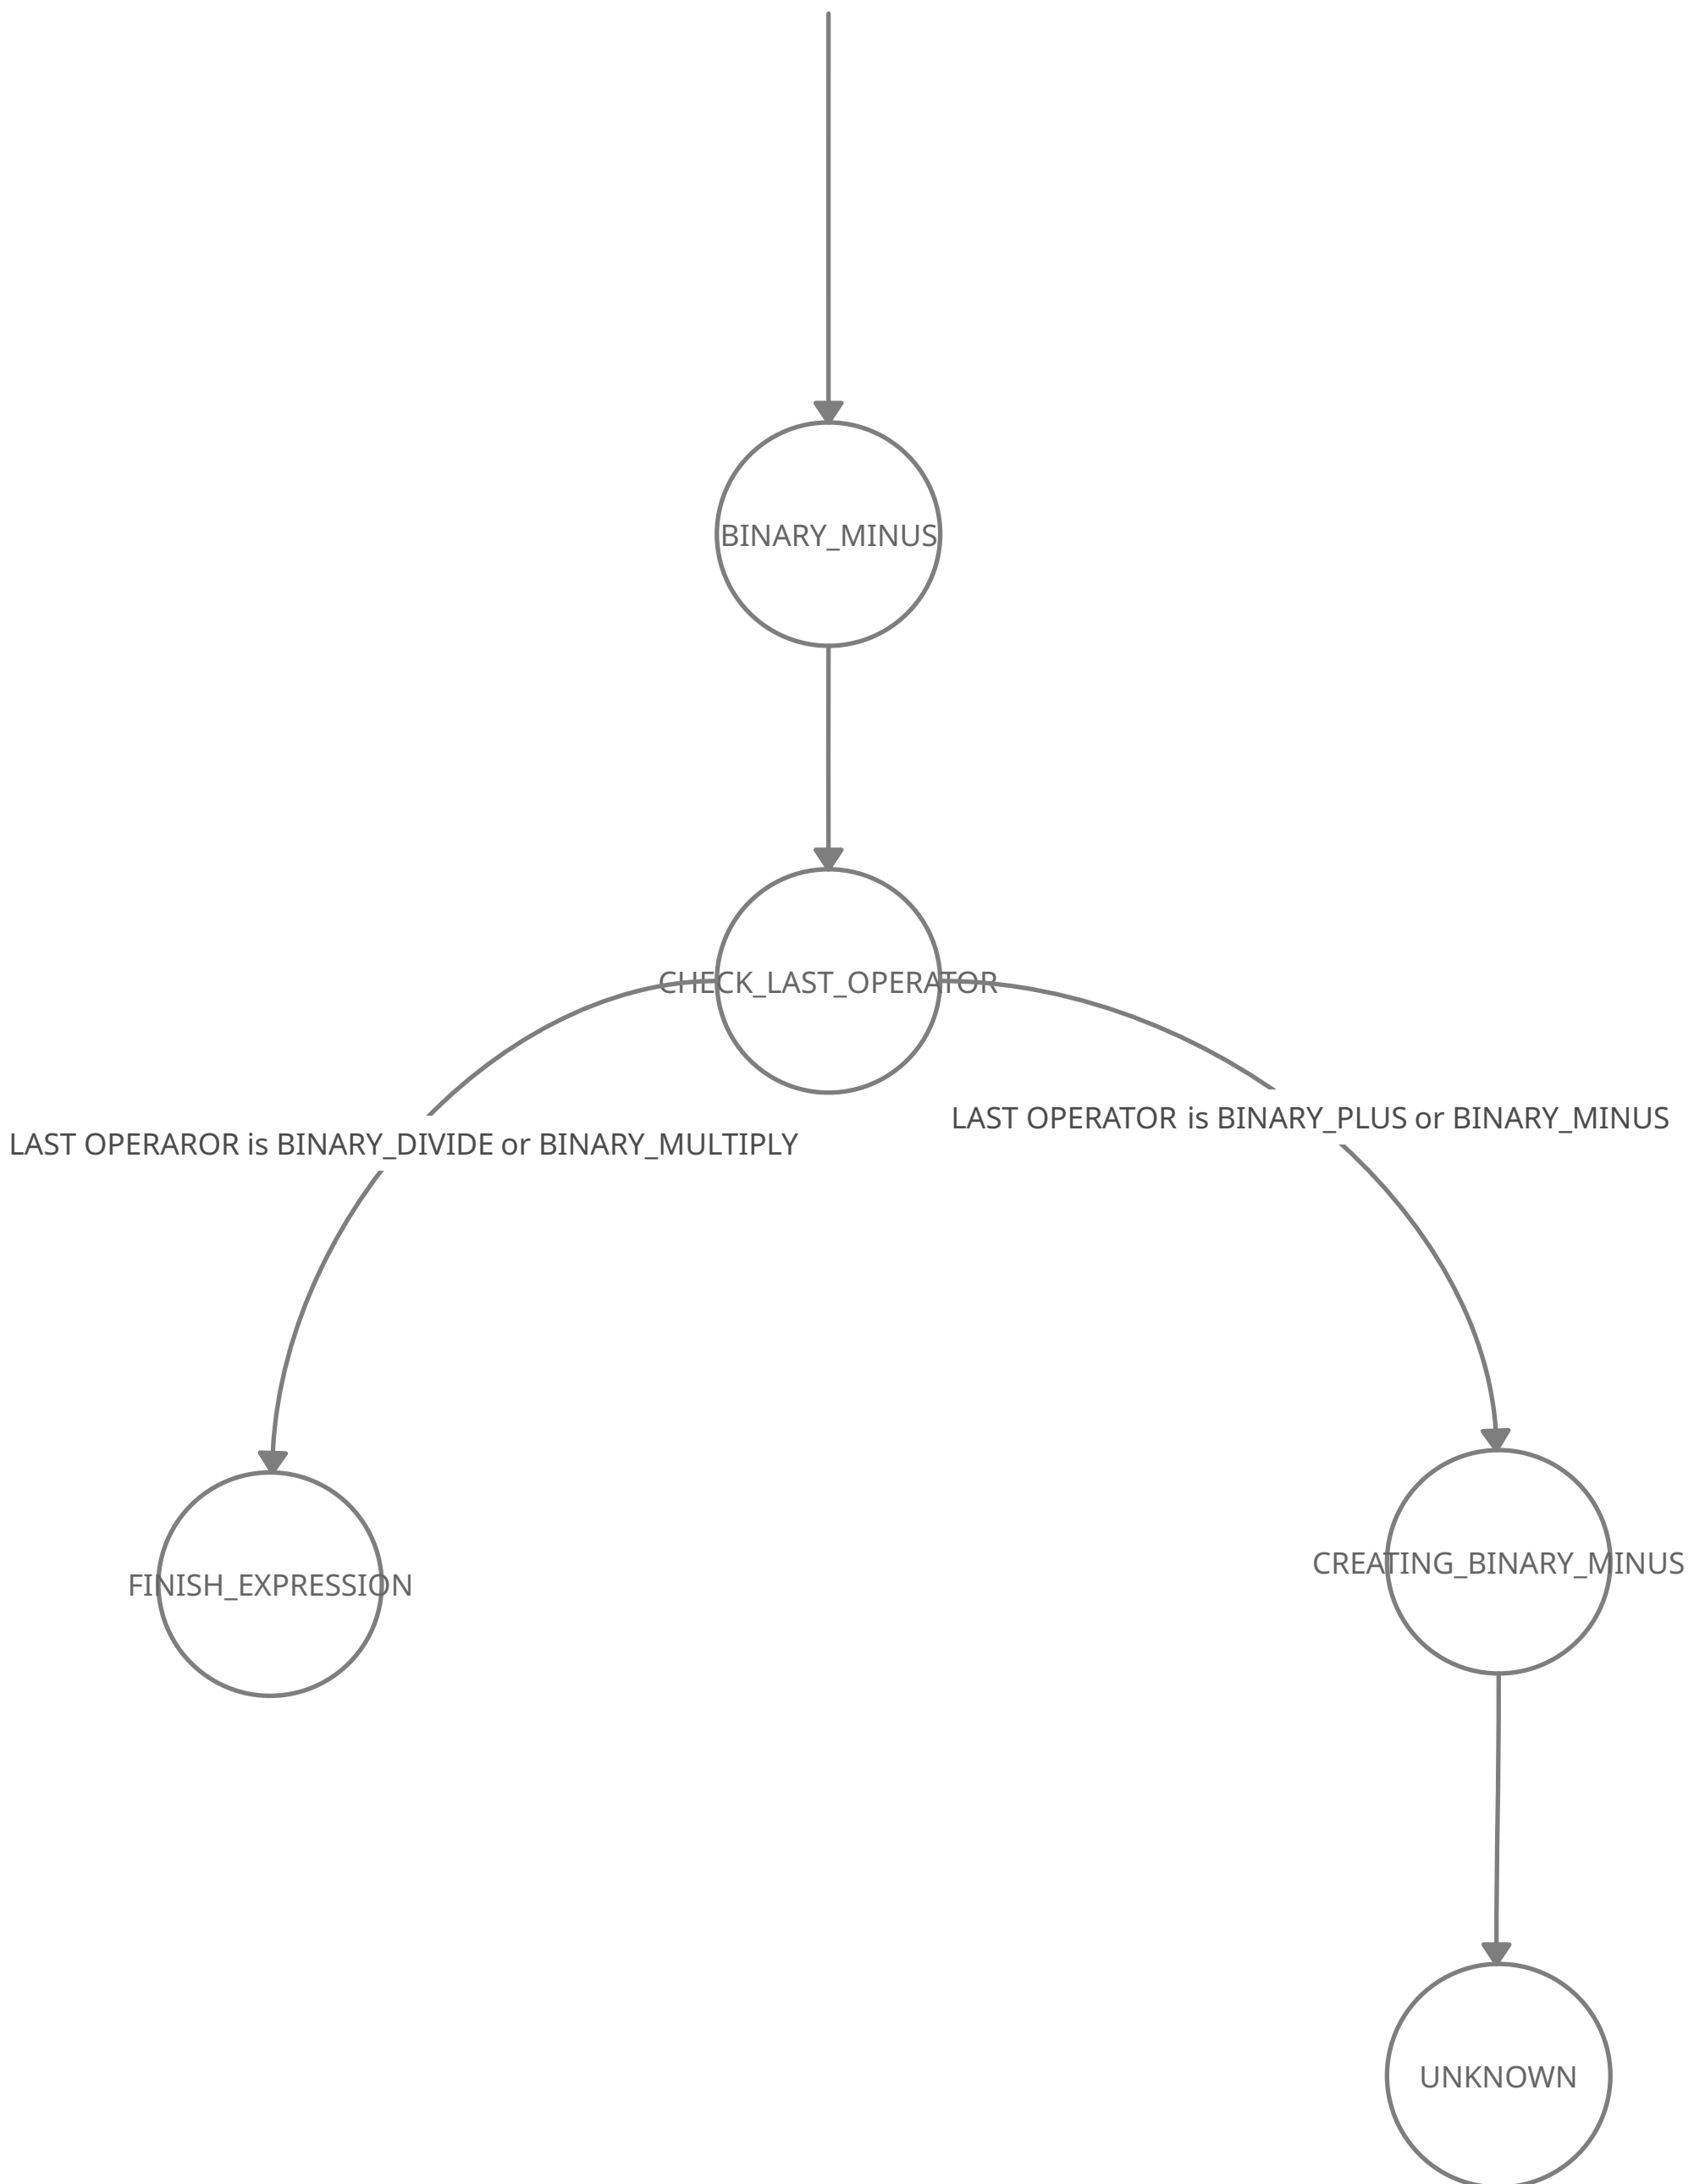 BINARY_MINUS
CHECK_LAST_OPERATOR
LAST OPERAROR is BINARY_DIVIDE or BINARY_MULTIPLY
LAST OPERATOR is BINARY_PLUS or BINARY_MINUS
FINISH_EXPRESSION
CREATING_BINARY_MINUS
UNKNOWN